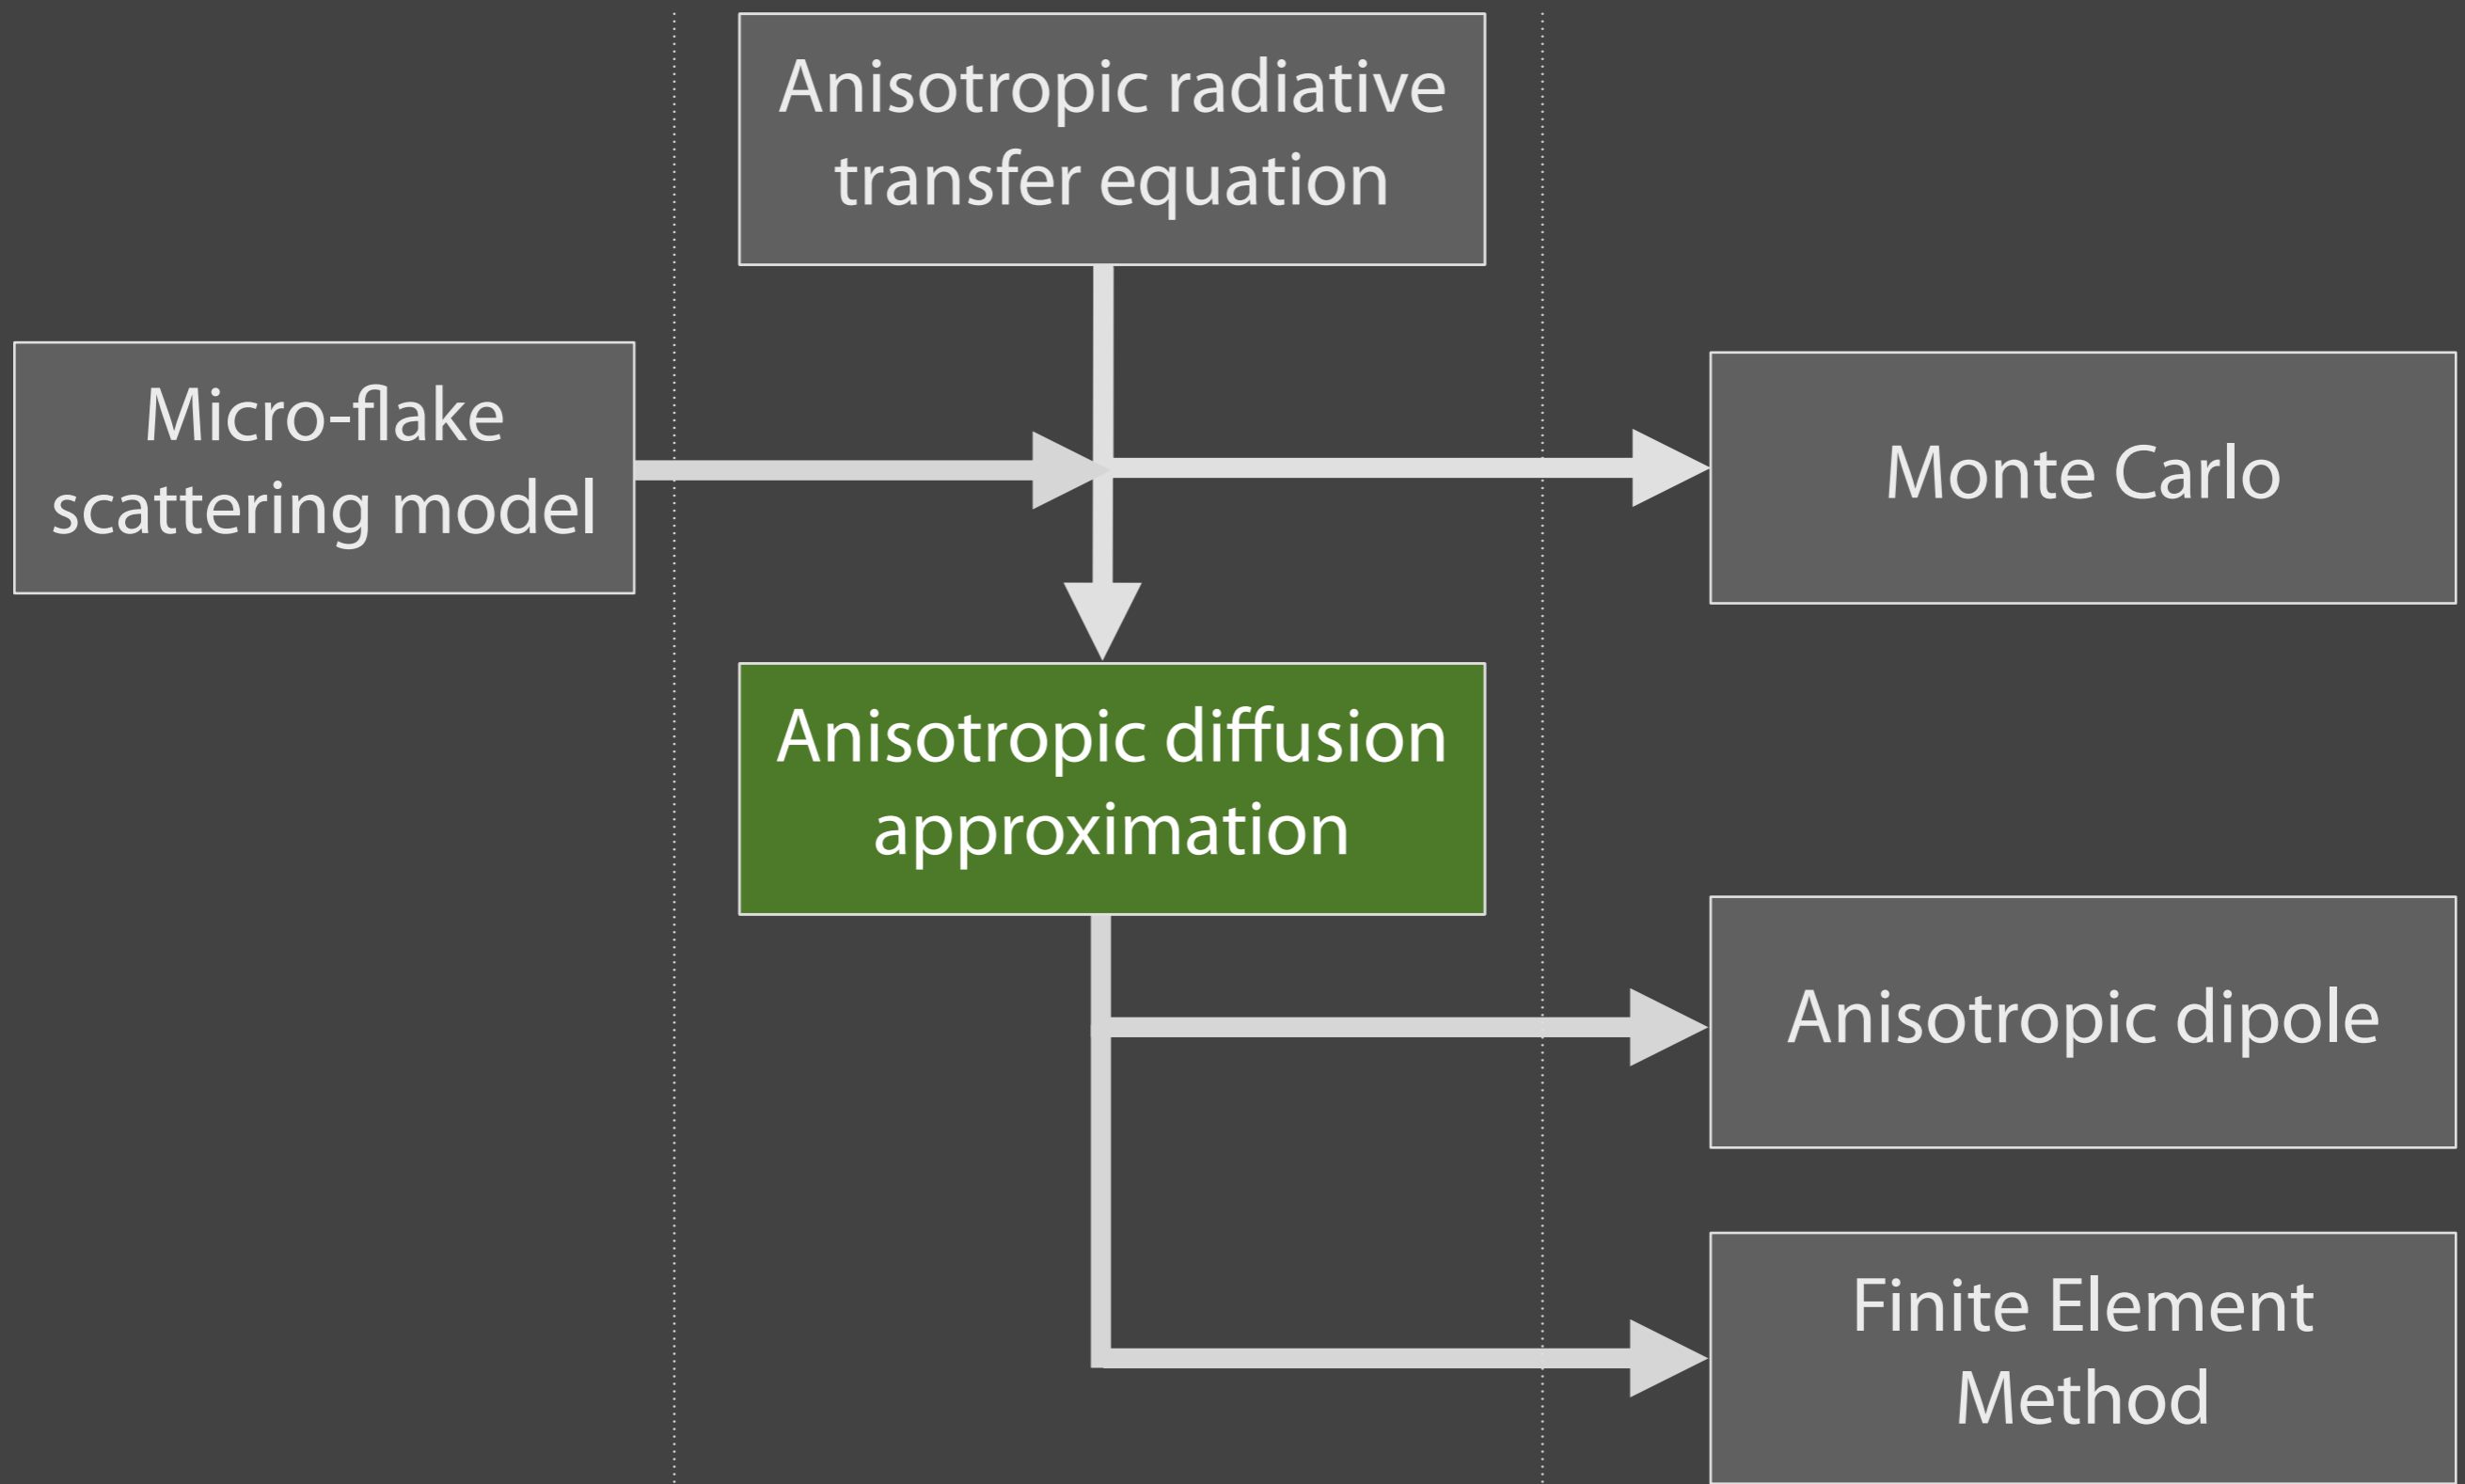 Anisotropic radiative
transfer equation
Micro-flake
scattering model
Monte Carlo
Anisotropic diffusion
approximation
Anisotropic dipole
Finite Element
Method